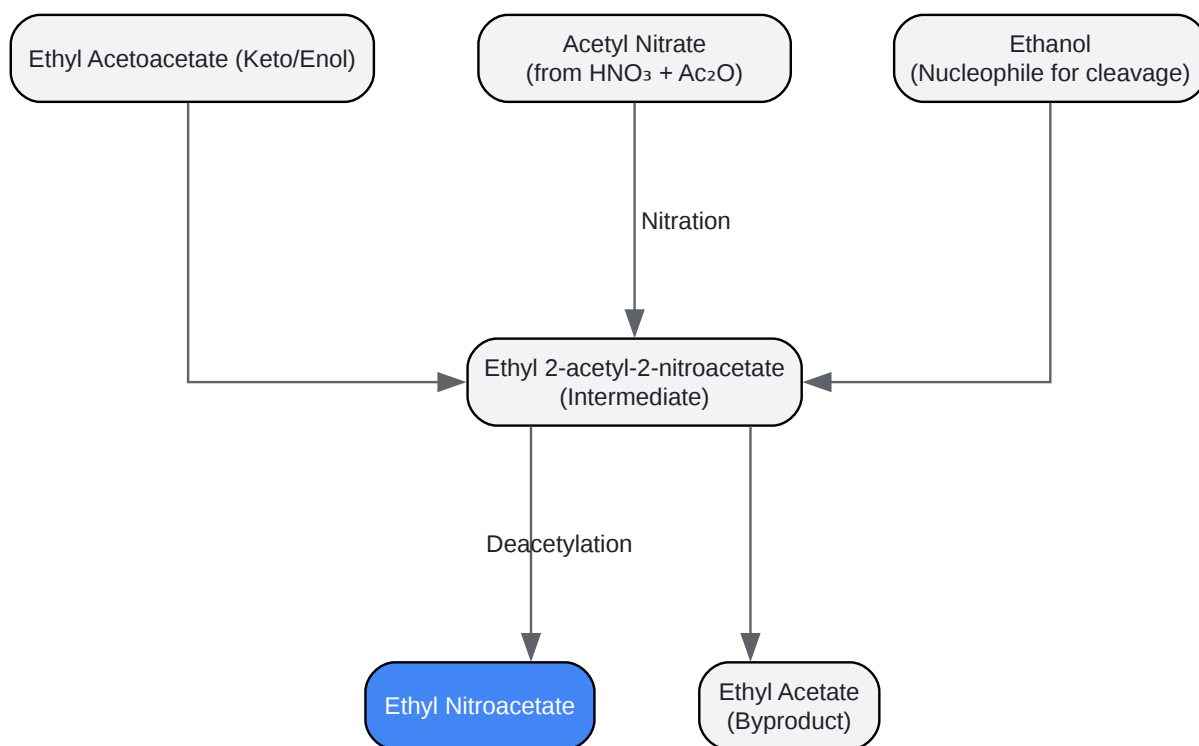 Ethyl Acetoacetate (Keto/Enol)
Acetyl Nitrate
(from HNO₃ + Ac₂O)
Ethanol
(Nucleophile for cleavage)
Nitration
Ethyl 2-acetyl-2-nitroacetate
(Intermediate)
Deacetylation
Ethyl Nitroacetate
Ethyl Acetate
(Byproduct)